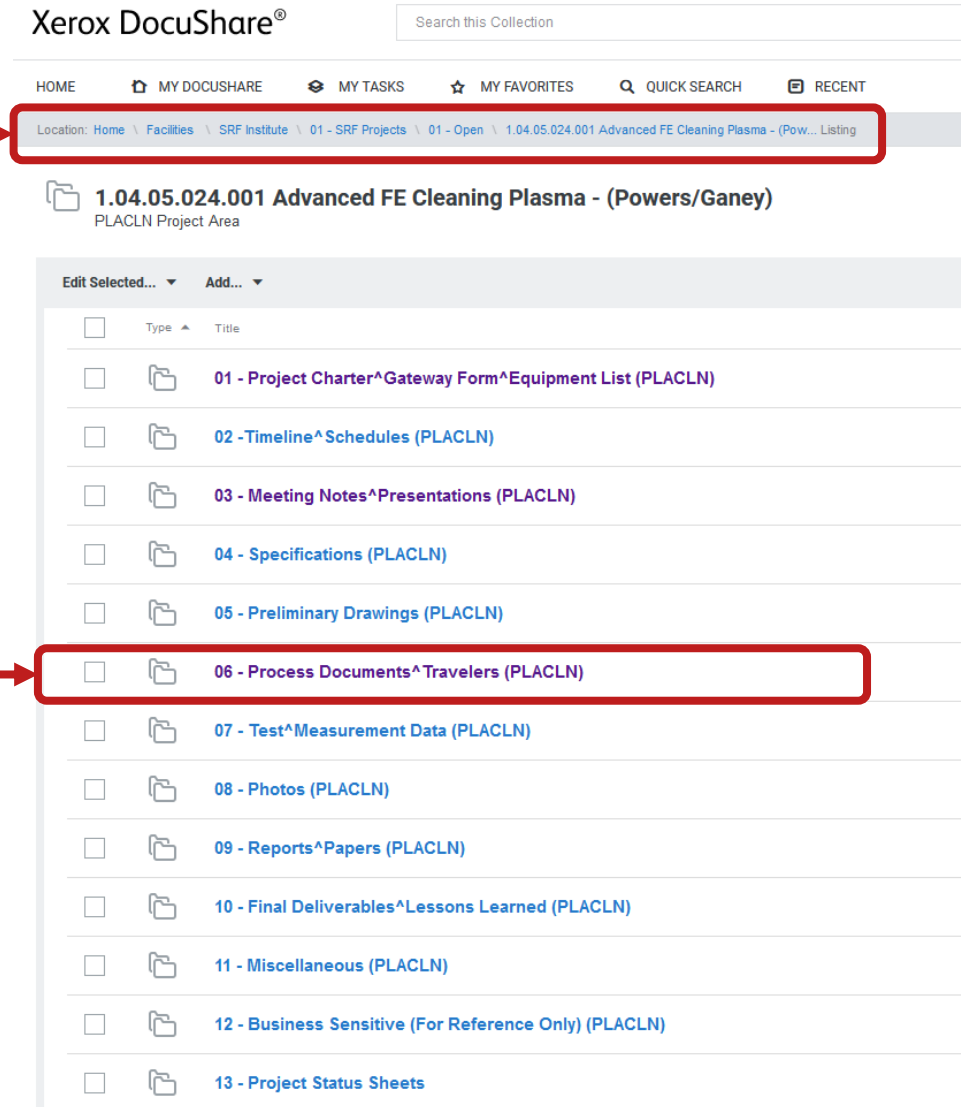 Xerox DocuShare®
Search this Collection
HOME MY DOCUSHARE MY TASKS MY FAVORITES QUICK SEARCH RECENT
Location: Home \ Facilities \ SRF Institute \ 01 - SRF Projects \ 01 - Open \ 1.04.05.024.001 Advanced FE Cleaning Plasma - (Pow... Listing
1.04.05.024.001 Advanced FE Cleaning Plasma - (Powers/Ganey)
PLACLN Project Area
Edit Selected... Add...
Type Title
01 - Project Charter^Gateway Form^Equipment List (PLACLN)
02 -Timeline^Schedules (PLACLN)
03 - Meeting Notes^Presentations (PLACLN)
04 - Specifications (PLACLN)
05 - Preliminary Drawings (PLACLN)
06 - Process Documents^Travelers (PLACLN)
07 - Test^Measurement Data (PLACLN)
08 - Photos (PLACLN)
09 - Reports^Papers (PLACLN)
10 - Final Deliverables^Lessons Learned (PLACLN)
11 - Miscellaneous (PLACLN)
12 - Business Sensitive (For Reference Only) (PLACLN)
13 - Project Status Sheets